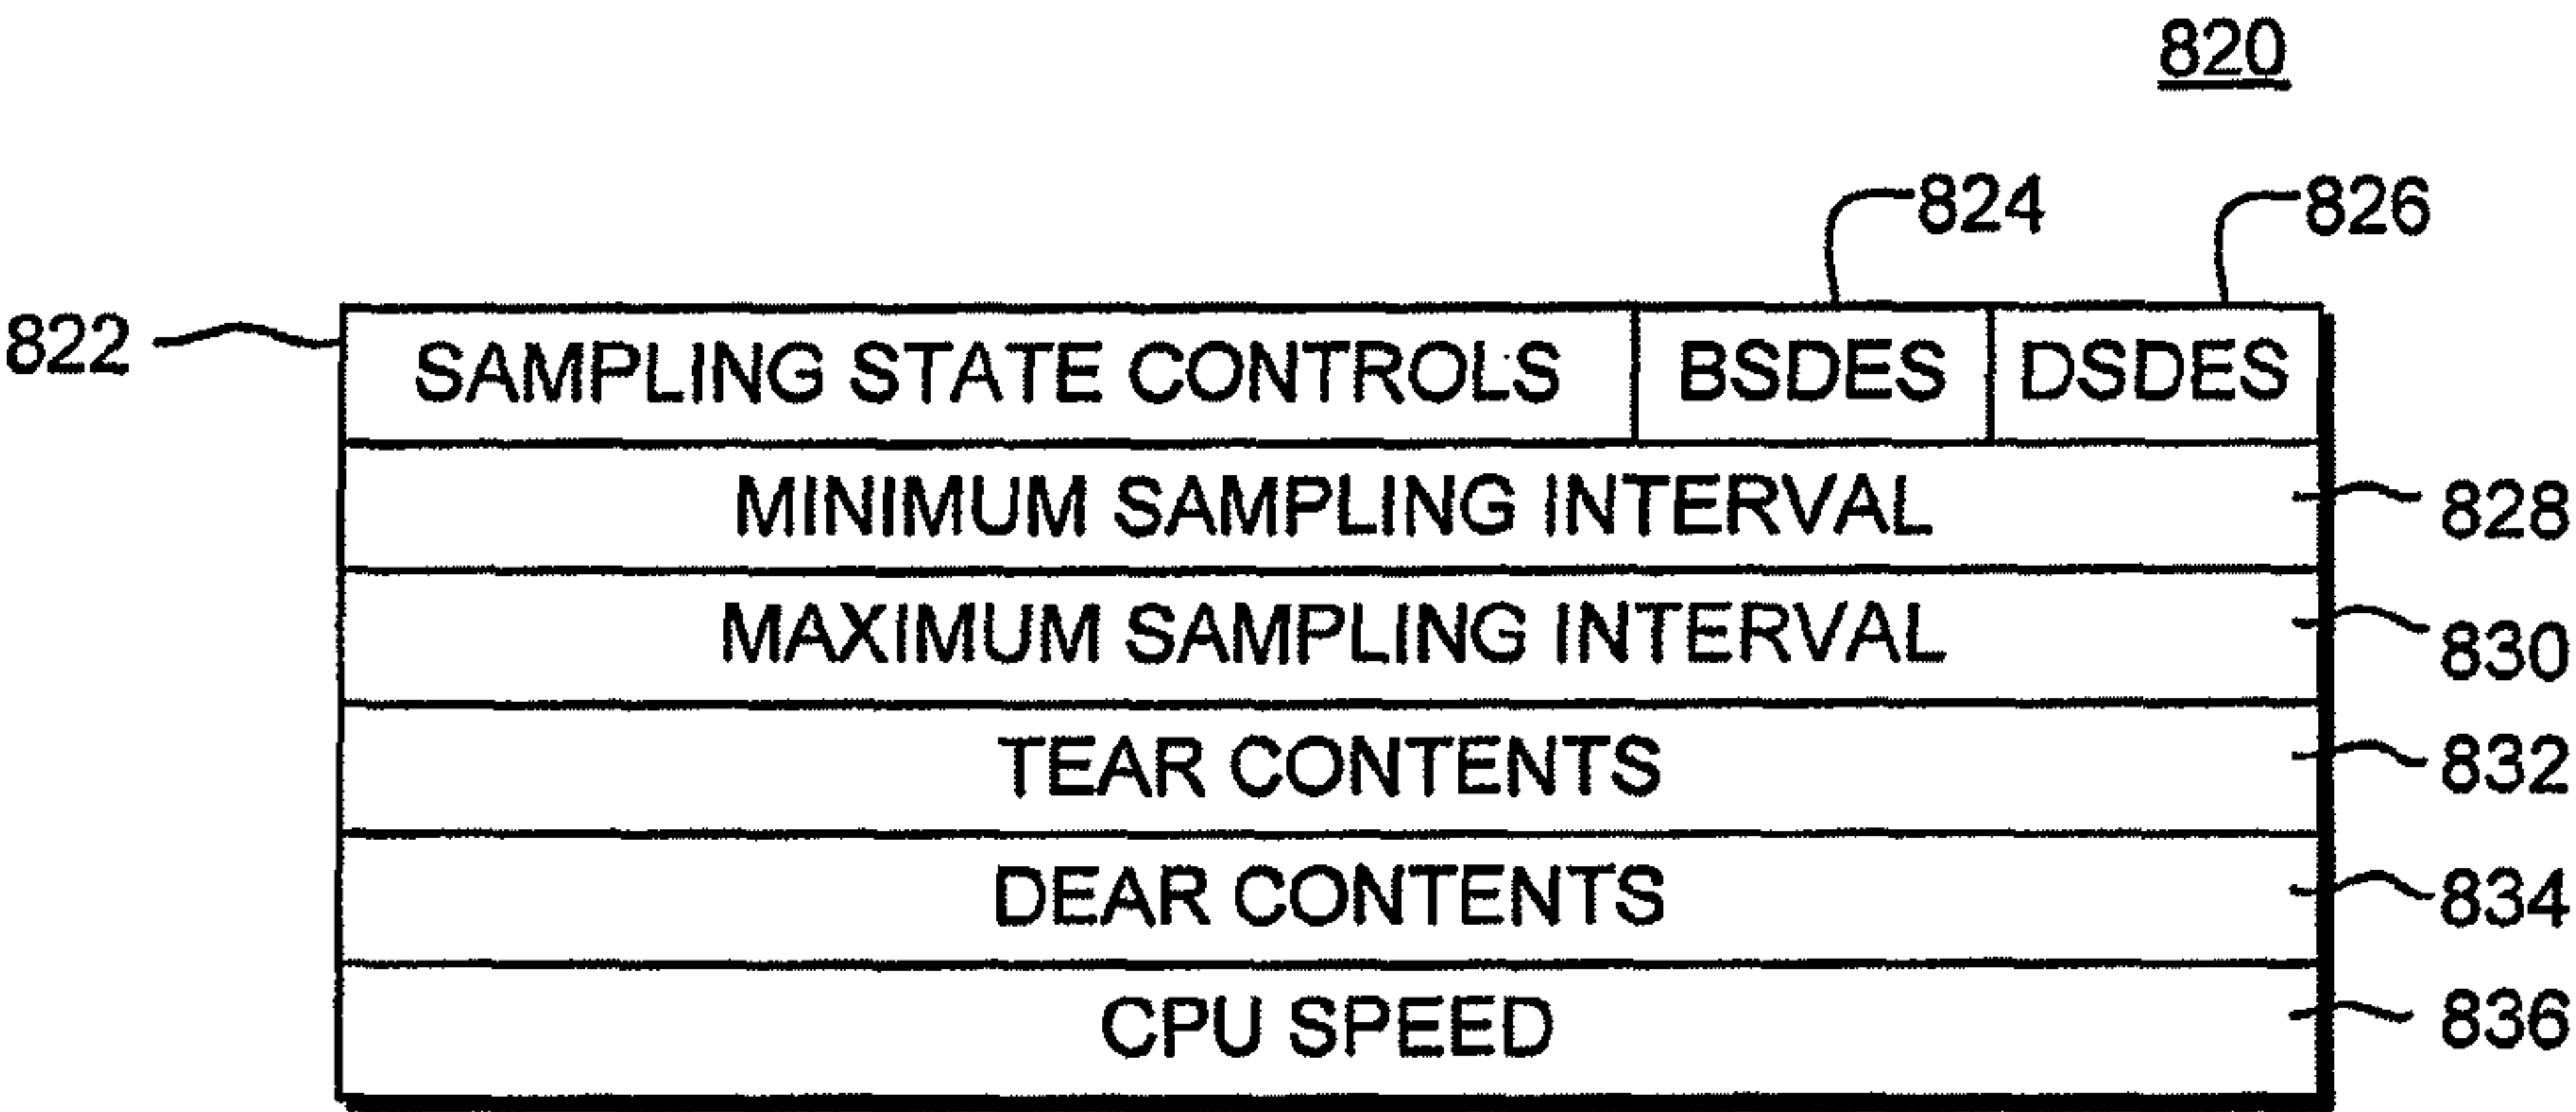 820
824 826
822 SAMPLING STATE CONTROLS BSDES DSDES
MINIMUM SAMPLING INTERVAL 828
MAXIMUM SAMPLING INTERVAL 830
TEAR CONTENTS 832
DEAR CONTENTS 834
CPU SPEED 836